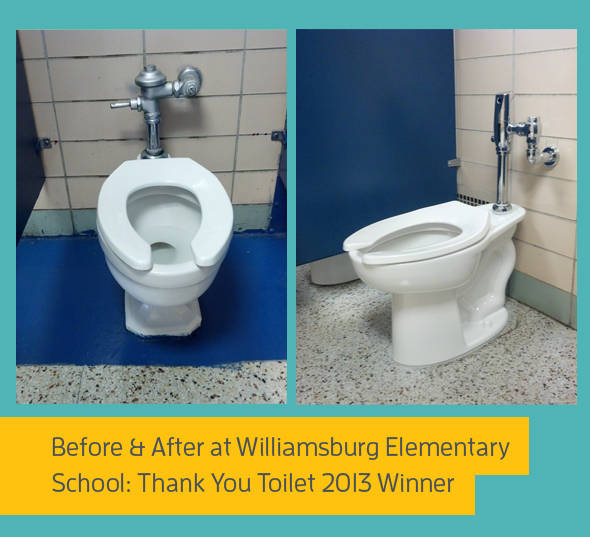 Before & After at Williamsburg Elementary
School: Thank You Toilet 2013 Winner